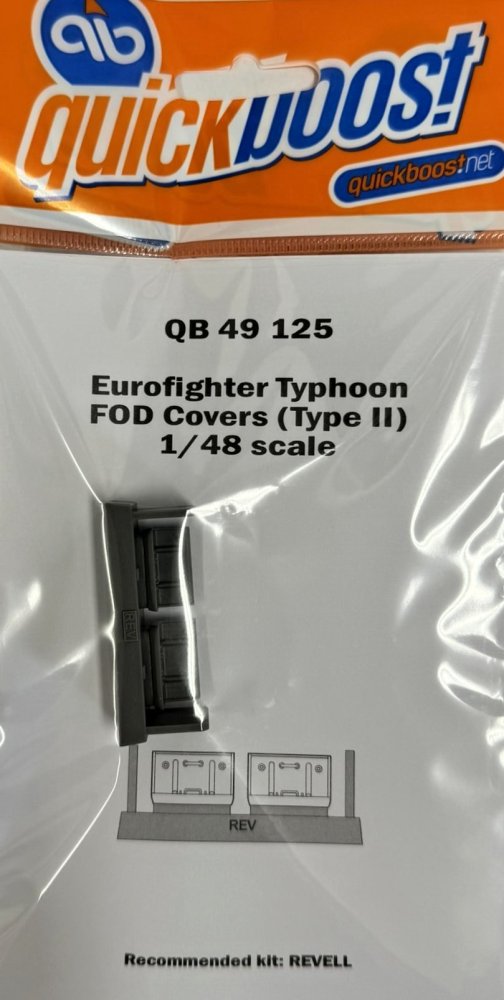 qb
quickboost
quickboost.net
QB 49 125
Eurofighter Typhoon
FOD Covers (Type II)
1/48 scale
REV
REV
Recommended kit: REVELL